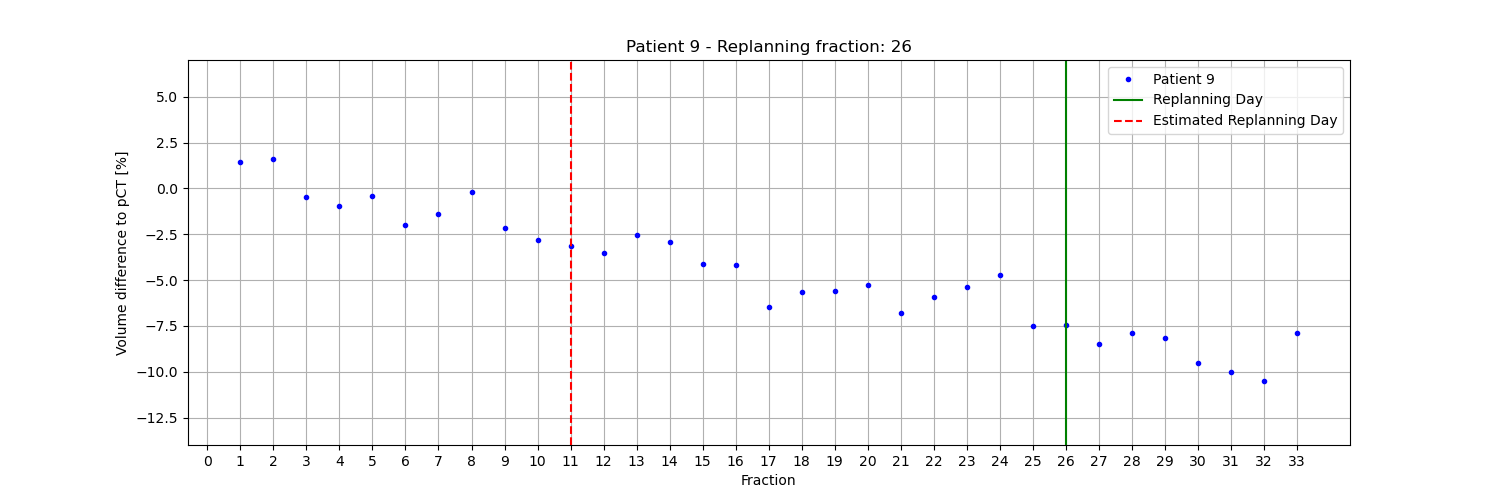 Patient 9 - Replanning fraction: 26
Patient 9
Replanning Day
Estimated Replanning Day
Volume difference to pCT [%]
5.0
2.5
0.0
−2.5
−5.0
−7.5
−10.0
−12.5
0 1 2 3 4 5 6 7 8 9 10 11 12 13 14 15 16 17 18 19 20 21 22 23 24 25 26 27 28 29 30 31 32 33
Fraction